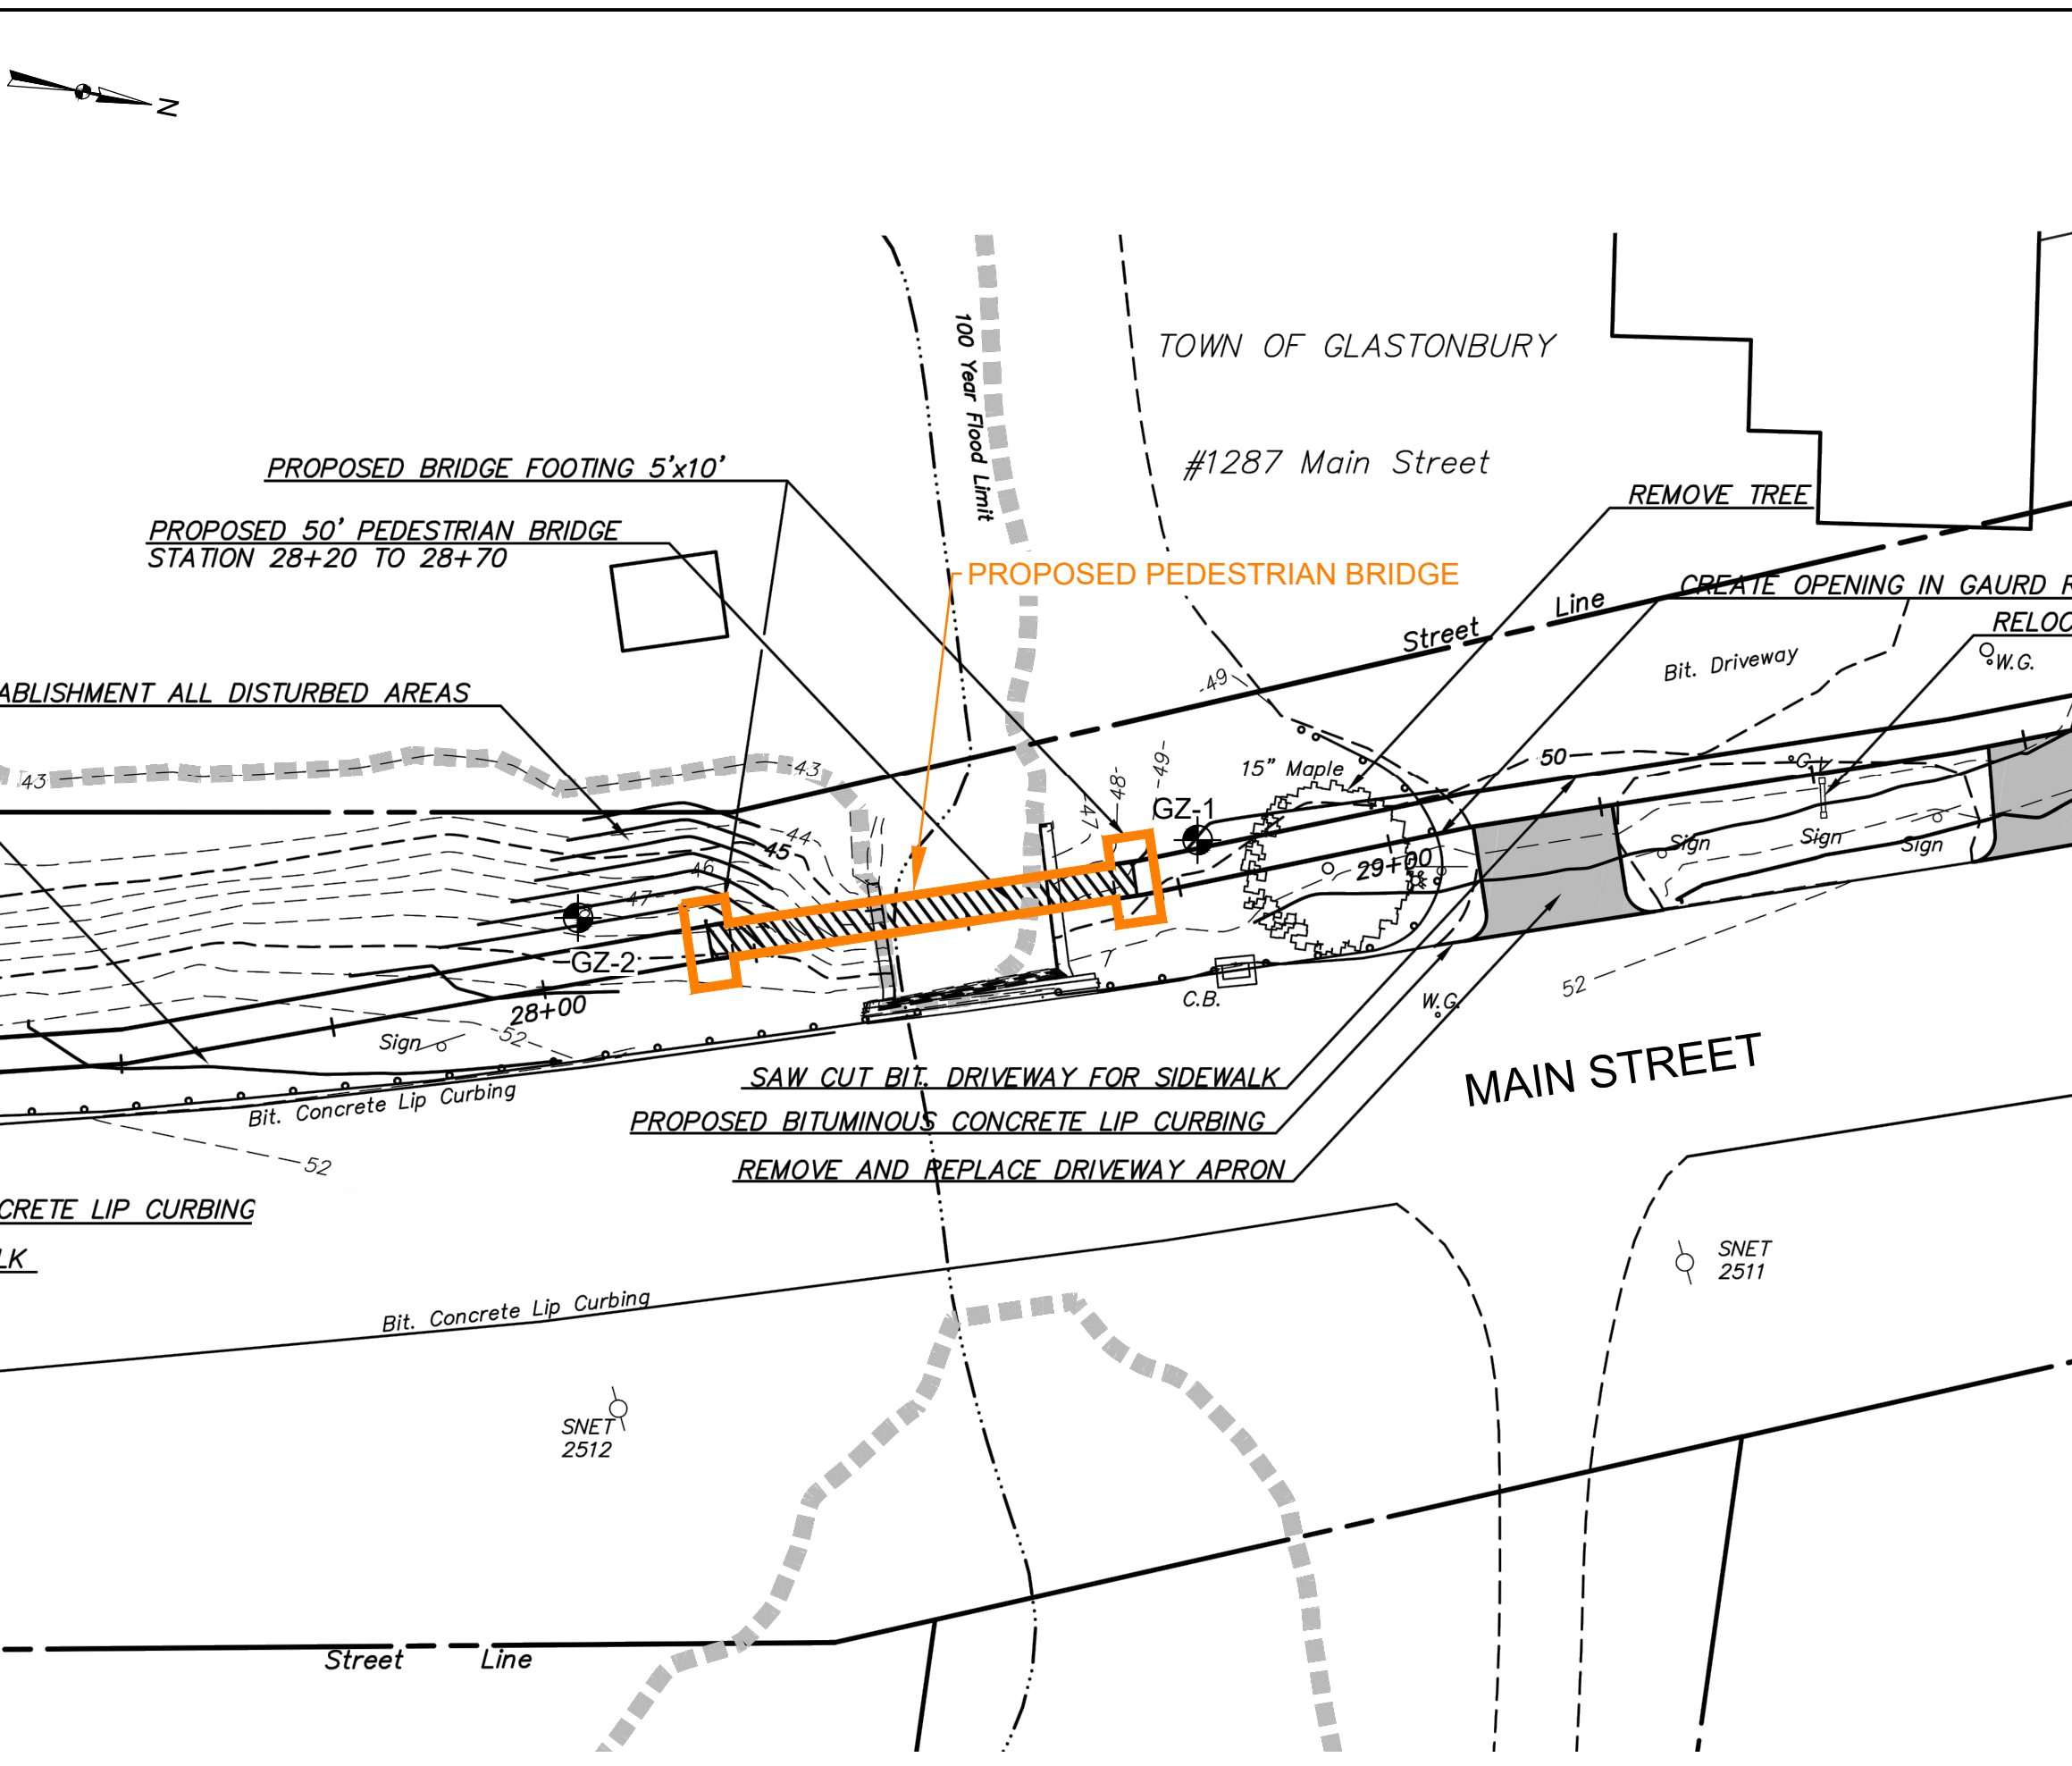 N
100 Year Flood Limit
TOWN OF GLASTONBURY
#1287 Main Street
PROPOSED BRIDGE FOOTING 5'x10'
REMOVE TREE
PROPOSED 50' PEDESTRIAN BRIDGE
STATION 28+20 TO 28+70
PROPOSED PEDESTRIAN BRIDGE
CREATE OPENING IN GAURD R
Street Line
RELOC
Bit. Driveway
W.G.
ABLISHMENT ALL DISTURBED AREAS
-49
50
-49-
43
-43
15" Maple
-48-
GZ-1
-47
-44
45
46
-47-
29+00
Sign
Sign
Sign
GZ-2
28+00
52
C.B.
W.G.
Sign
-52
MAIN STREET
SAW CUT BIT. DRIVEWAY FOR SIDEWALK
Bit. Concrete Lip Curbing
PROPOSED BITUMINOUS CONCRETE LIP CURBING
52
REMOVE AND REPLACE DRIVEWAY APRON
CRETE LIP CURBING
LK
SNET
2511
Bit. Concrete Lip Curbing
SNET
2512
Street Line